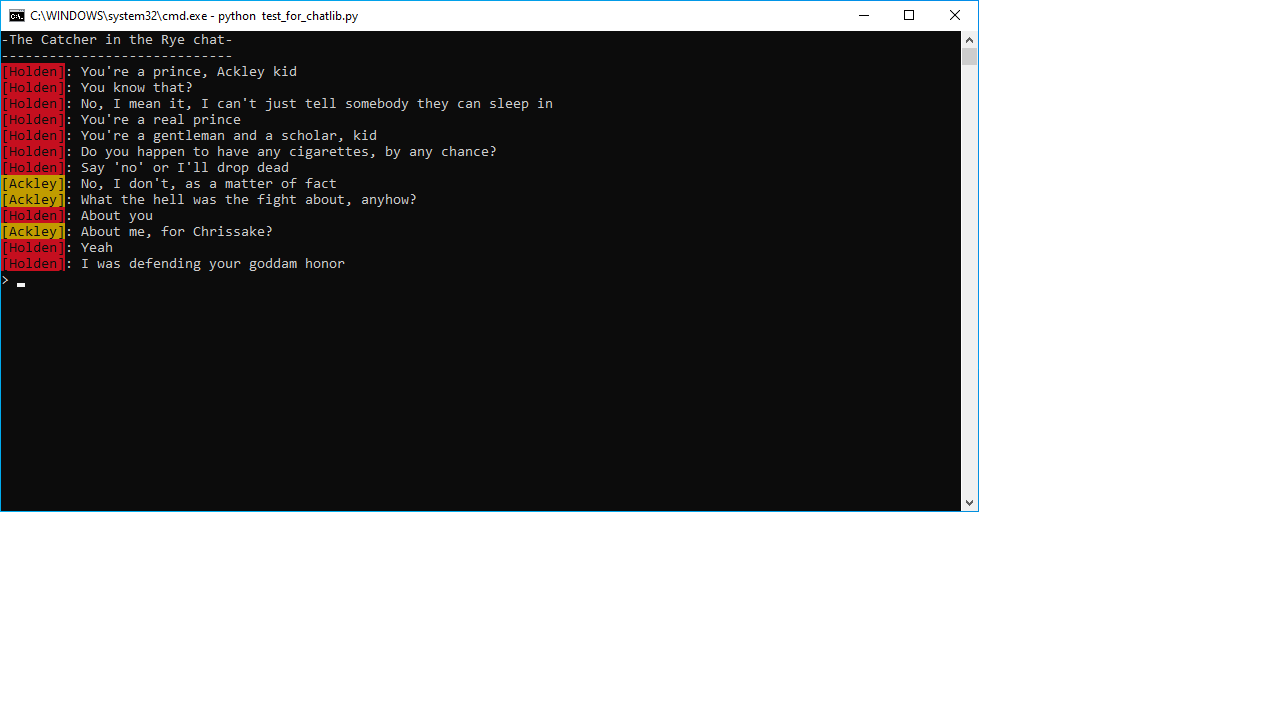 C:\WINDOWS\system32\cmd.exe - python  test_for_chatlib.py
-The Catcher in the Rye chat-
-----------------------------
[Holden]: You're a prince, Ackley kid
[Holden]: You know that?
[Holden]: No, I mean it, I can't just tell somebody they can sleep in
[Holden]: You're a real prince
[Holden]: You're a gentleman and a scholar, kid
[Holden]: Do you happen to have any cigarettes, by any chance?
[Holden]: Say 'no' or I'll drop dead
[Ackley]: No, I don't, as a matter of fact
[Ackley]: What the hell was the fight about, anyhow?
[Holden]: About you
[Ackley]: About me, for Chrissake?
[Holden]: Yeah
[Holden]: I was defending your goddam honor
> _